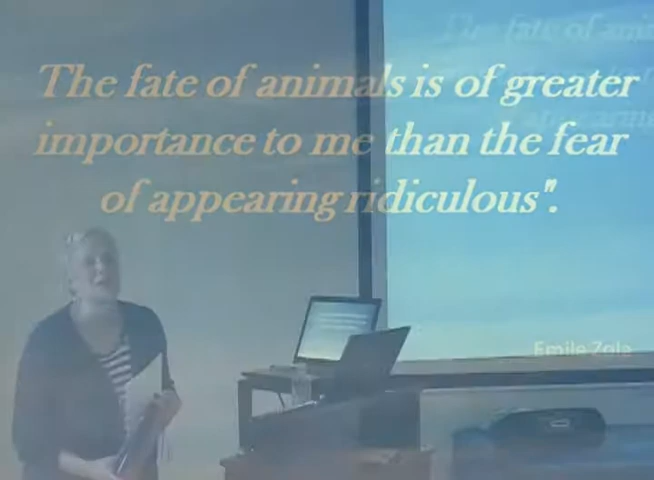 The fate of animals is of greater
importance to me than the fear
of appearing ridiculous".
Emile Zola